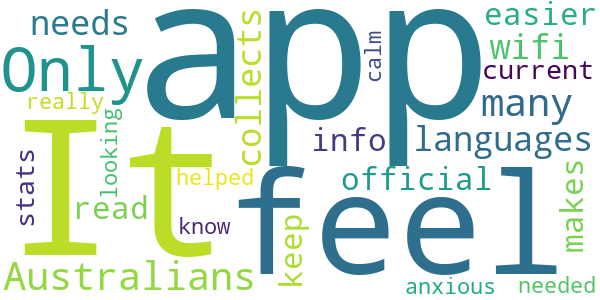 app
It
feel
Only
needs
collects
calm
easier
wifi
current
many
languages
info
official
makes
really
looking
stats
read
helped
know
keep
Australians
anxious
needed